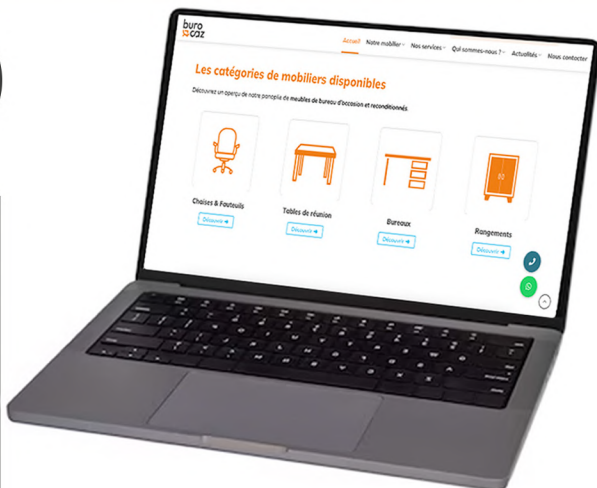 buro
caz
Accueil Notre mobilier Nos services Qui sommes-nous ? Actualités Nous contacter
Les catégories de mobiliers disponibles
Découvrez un aperçu de notre panoplie de meubles de bureau d'occasion et reconditionnés.
Chaises & Fauteuils
Tables de réunion
Bureaux
Rangements
Découvrir
Découvrir
Découvrir
Découvrir